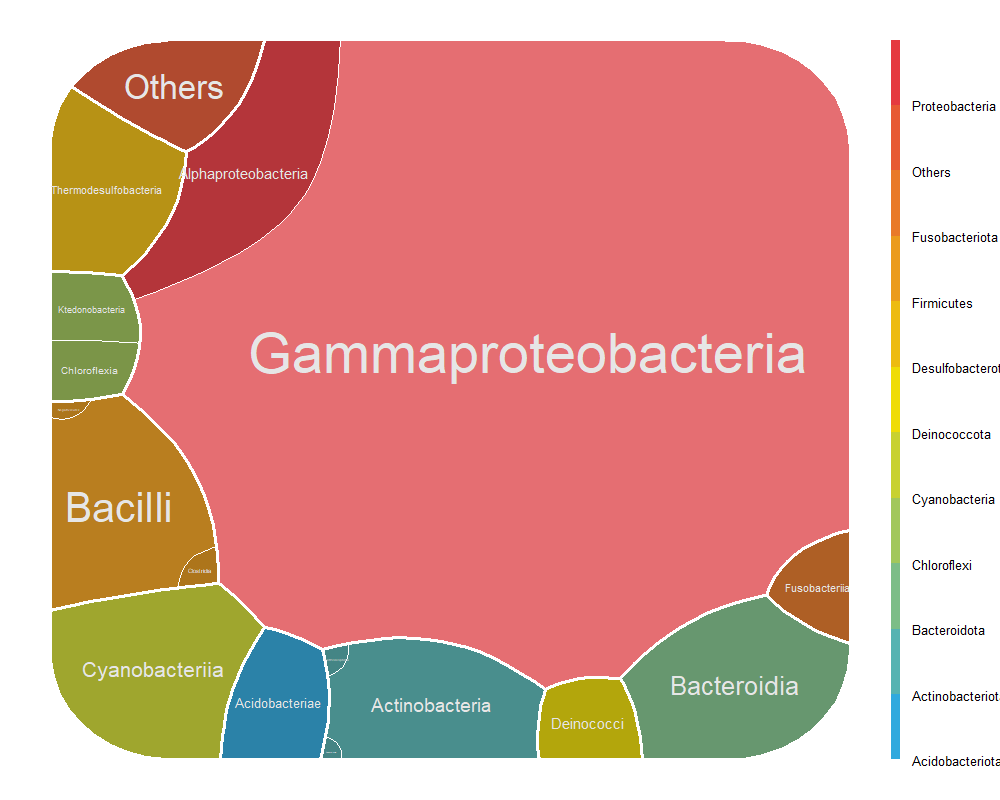 Others
Alphaproteobacteria
Thermodesulfobacteria
Ktedonobacteria
Gammaproteobacteria
Chloroflexia
Bacilli
Clostridia
Fusobacteriia
Cyanobacteriia
Bacteroidia
Acidobacteriae
Actinobacteria
Deinococci
Proteobacteria
Others
Fusobacteriota
Firmicutes
Desulfobacterot
Deinococcota
Cyanobacteria
Chloroflexi
Bacteroidota
Actinobacteriot
Acidobacteriota